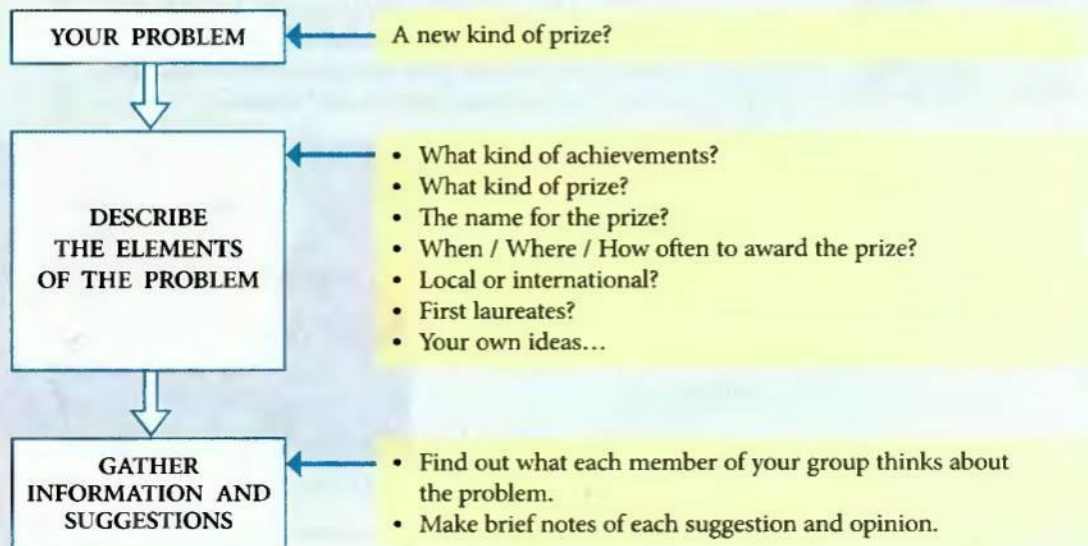 YOUR PROBLEM
A new kind of prize?
DESCRIBE
THE ELEMENTS
OF THE PROBLEM
• What kind of achievements?
• What kind of prize?
• The name for the prize?
• When / Where / How often to award the prize?
• Local or international?
• First laureates?
• Your own ideas...
GATHER
INFORMATION AND
SUGGESTIONS
• Find out what each member of your group thinks about
the problem.
• Make brief notes of each suggestion and opinion.